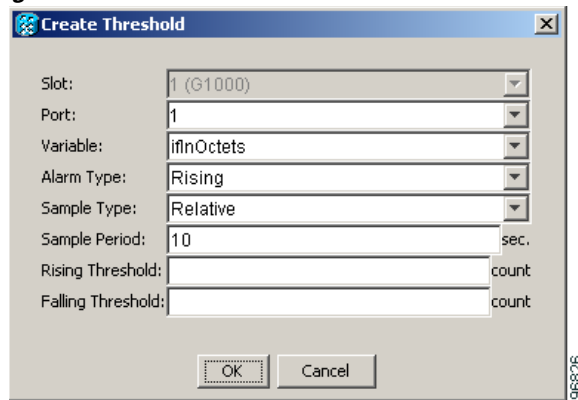 Create Threshold
Slot: 1 (G1000)
Port: 1
Variable: ifInOctets
Alarm Type: Rising
Sample Type: Relative
Sample Period: 10 sec.
Rising Threshold: count
Falling Threshold: count
OK Cancel
96826